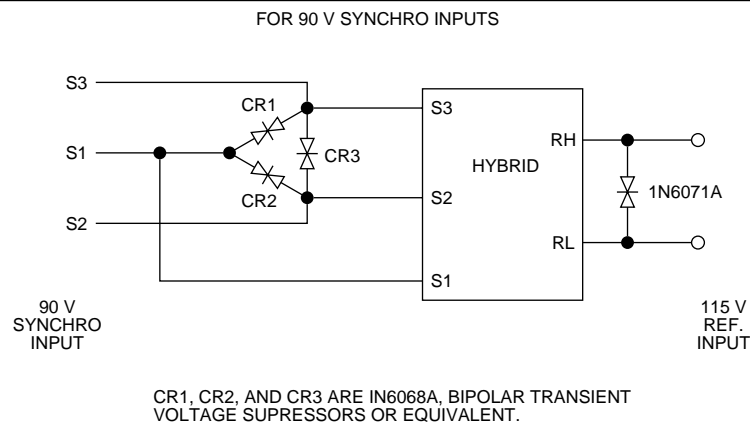 FOR 90 V SYNCHRO INPUTS
S3
CR1
S3
RH
S1
CR3
HYBRID
1N6071A
CR2
S2
S2
RL
S1
90 V
SYNCHRO
INPUT
115 V
REF.
INPUT
CR1, CR2, AND CR3 ARE IN6068A, BIPOLAR TRANSIENT
VOLTAGE SUPRESSORS OR EQUIVALENT.